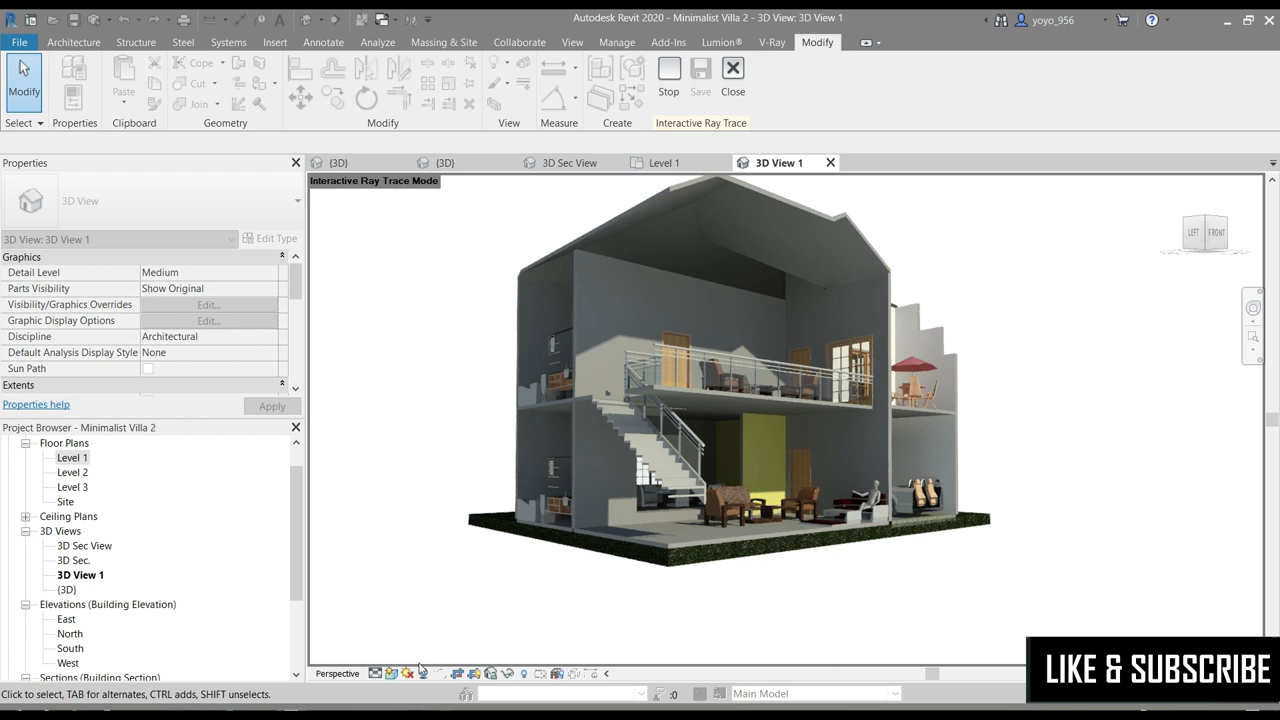 Autodesk Revit 2020 - Minimalist Villa 2 - 3D View: 3D View 1
yoyo_956
File Architecture Structure Steel Systems Insert Annotate Analyze Massing & Site Collaborate View Manage Add-Ins Lumion® V-Ray Modify
Cope
Cut
Join
Modify Paste Stop Save Close
Select Properties Clipboard Geometry Modify View Measure Create Interactive Ray Trace
Properties
{3D} {3D} 3D Sec View Level 1 3D View 1
Interactive Ray Trace Mode
3D View
3D View: 3D View 1 Edit Type
LEFT FRONT
Graphics
Detail Level Medium
Parts Visibility Show Original
Visibility/Graphics Overrides Edit...
Graphic Display Options Edit...
Discipline Architectural
Default Analysis Display Style None
Sun Path
Extents
Properties help Apply
Project Browser - Minimalist Villa 2
Floor Plans
Level 1
Level 2
Level 3
Site
Ceiling Plans
3D Views
3D Sec View
3D Sec.
3D View 1
{3D}
Elevations (Building Elevation)
East
North
South
West
Sections (Building Section)
Perspective
Click to select, TAB for alternates, CTRL adds, SHIFT unselects.
:0
Main Model
LIKE & SUBSCRIBE